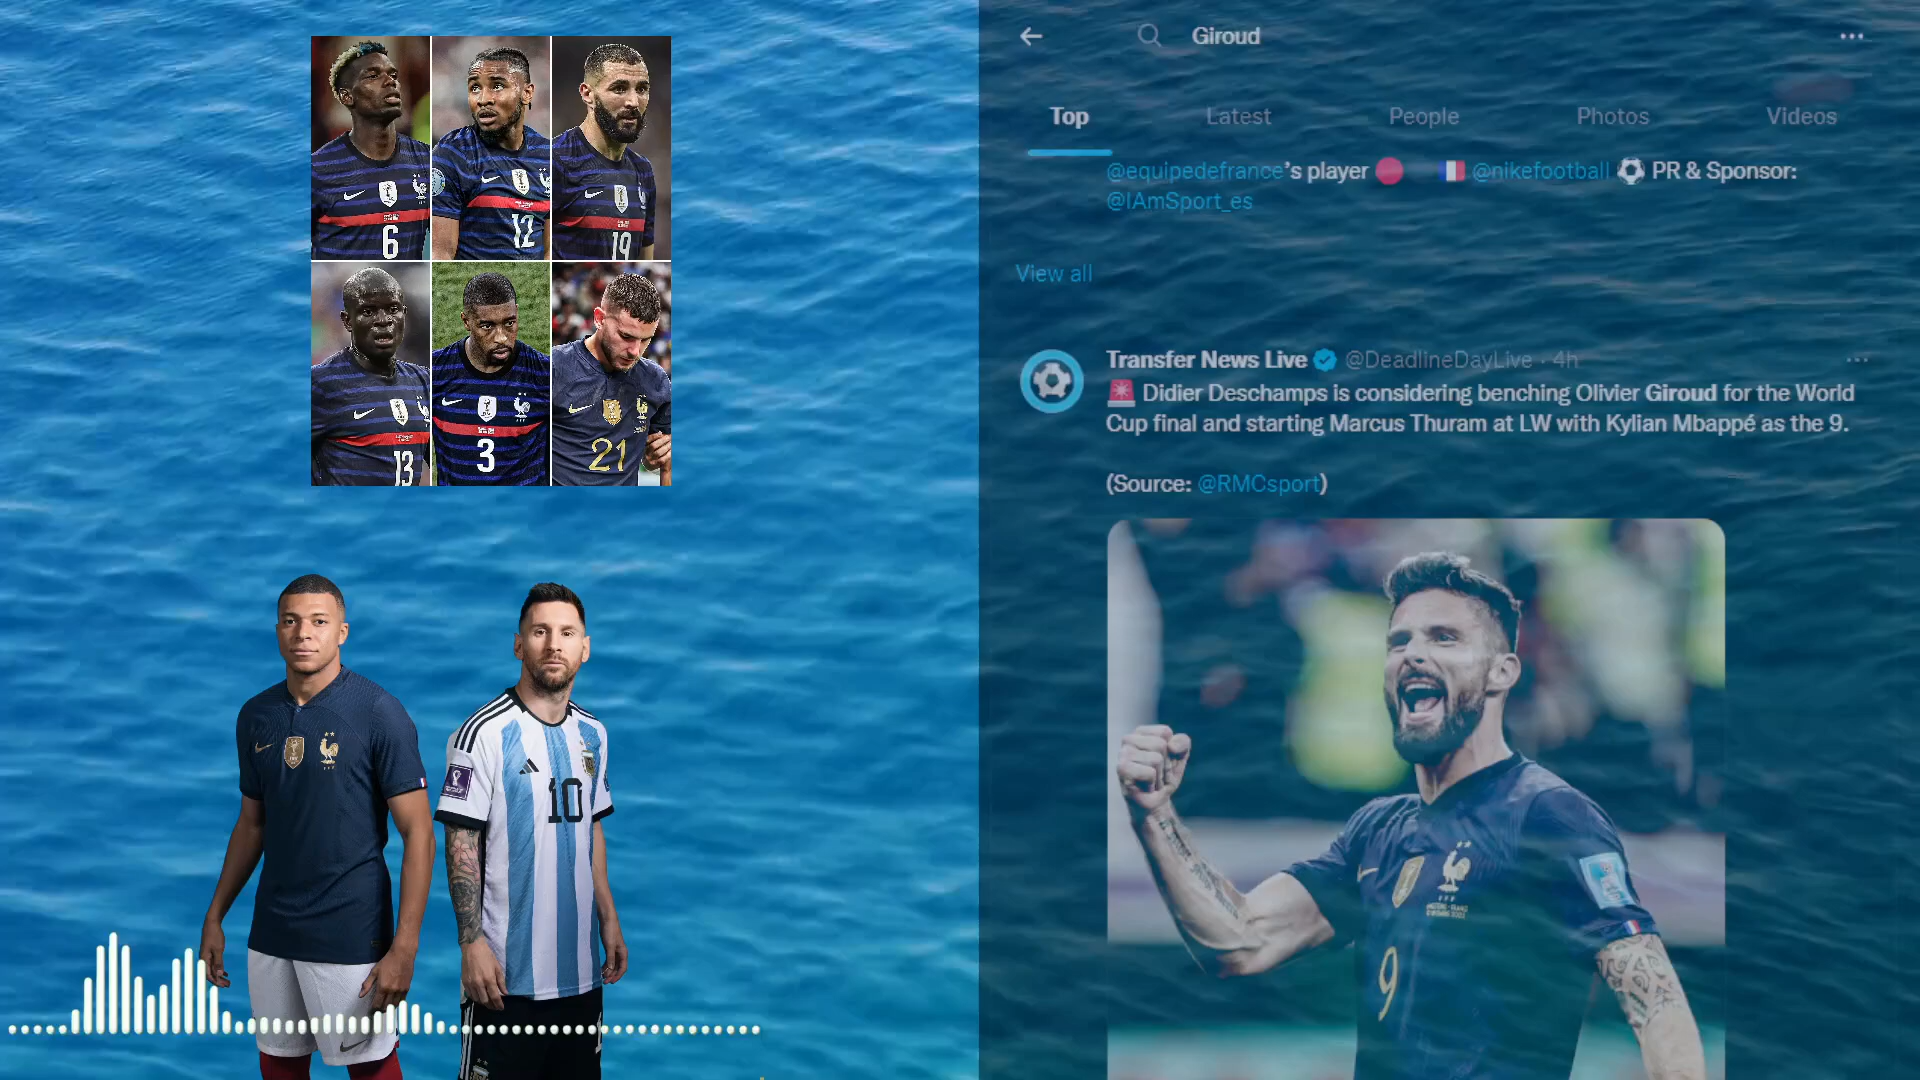 6
12
19
13
3
21
10
Giroud
Top Latest People Photos Videos
@equipedefrance's player @nikefootball PR & Sponsor:
@IAmSport_es
View all
Transfer News Live @DeadlineDayLive · 4h
Didier Deschamps is considering benching Olivier Giroud for the World
Cup final and starting Marcus Thuram at LW with Kylian Mbappé as the 9.
(Source: @RMCsport)
9